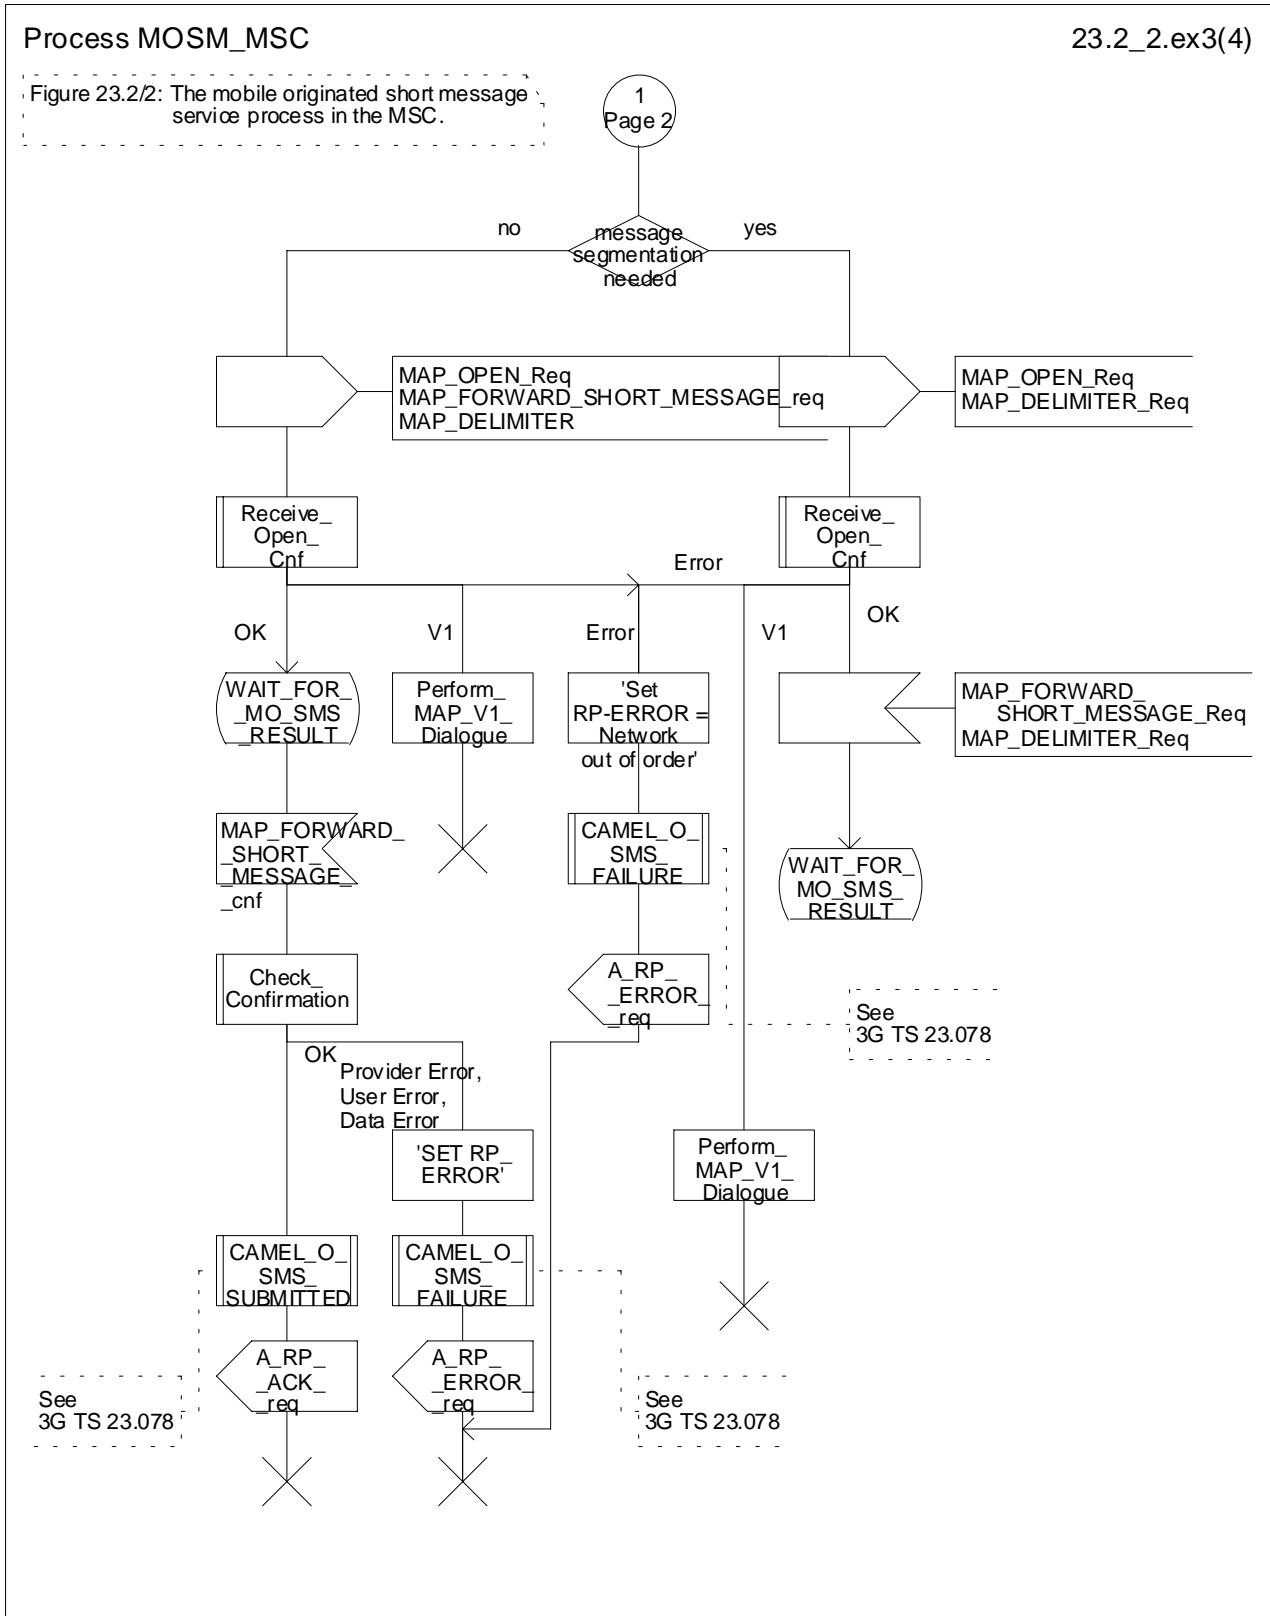 Process MOSM_MSC
23.2_2.ex3(4)
Figure 23.2/2: The mobile originated short message
service process in the MSC.
1
Page 2
no
message
segmentation
needed
yes
MAP_OPEN_Req
MAP_FORWARD_SHORT_MESSAGE_req
MAP_DELIMITER
MAP_OPEN_Req
MAP_DELIMITER_Req
Receive_
Open_
Cnf
Receive_
Open_
Cnf
Error
OK
V1
Error
V1
OK
WAIT_FOR_
_MO_SMS
_RESULT
Perform_
MAP_V1_
Dialogue
'Set
RP-ERROR =
Network
out of order'
MAP_FORWARD_
SHORT_MESSAGE_Req
MAP_DELIMITER_Req
MAP_FORWARD_
_SHORT_
_MESSAGE_
_cnf
CAMEL_O_
SMS_
FAILURE
WAIT_FOR_
MO_SMS_
RESULT
Check_
Confirmation
A_RP_
_ERROR_
_req
See
3G TS 23.078
OK
Provider Error,
User Error,
Data Error
'SET RP_
ERROR'
Perform_
MAP_V1_
Dialogue
CAMEL_O_
SMS_
SUBMITTED
CAMEL_O_
SMS_
FAILURE
A_RP_
_ACK_
_req
A_RP_
_ERROR_
_req
See
3G TS 23.078
See
3G TS 23.078